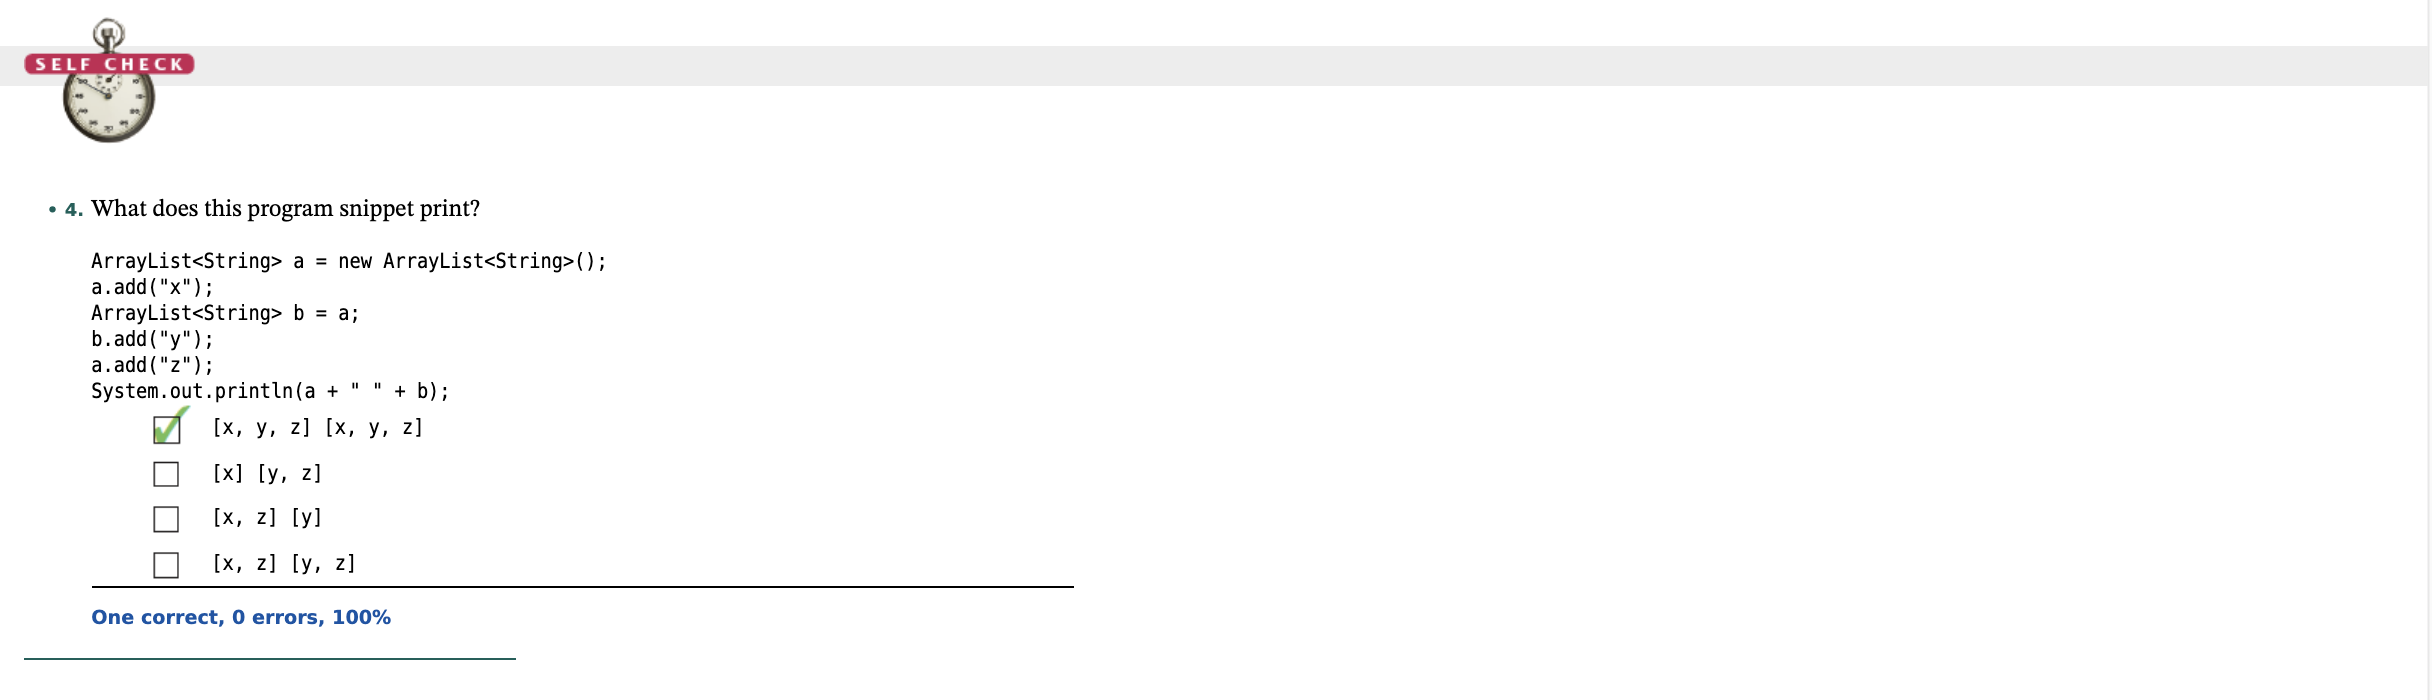 SELF CHECK
• 4. What does this program snippet print?
ArrayList<String> a = new ArrayList<String>();
a.add("x");
ArrayList<String> b = a;
b.add("y");
a.add("z");
System.out.println(a + " " + b);
[x, y, z] [x, y, z]
[x] [y, z]
[x, z] [y]
[x, z] [y, z]
One correct, 0 errors, 100%